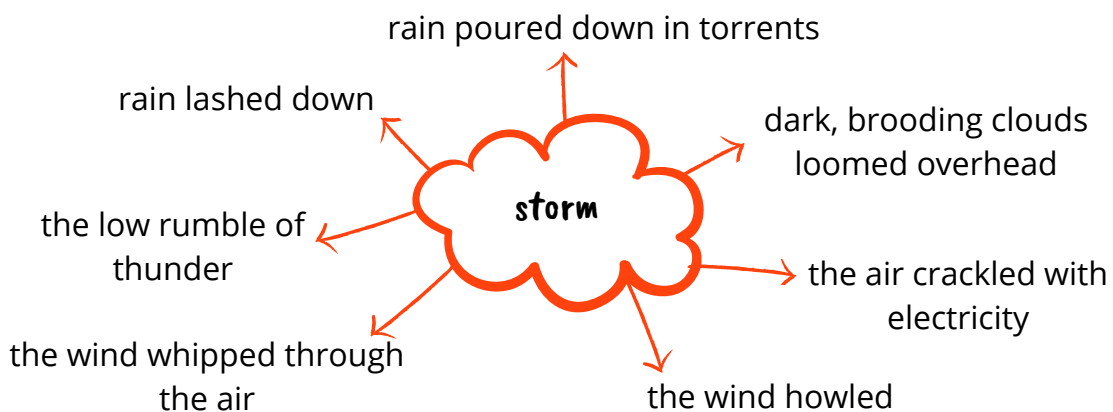 rain poured down in torrents
rain lashed down
dark, brooding clouds
loomed overhead
storm
the low rumble of
thunder
the air crackled with
electricity
the wind whipped through
the air
the wind howled